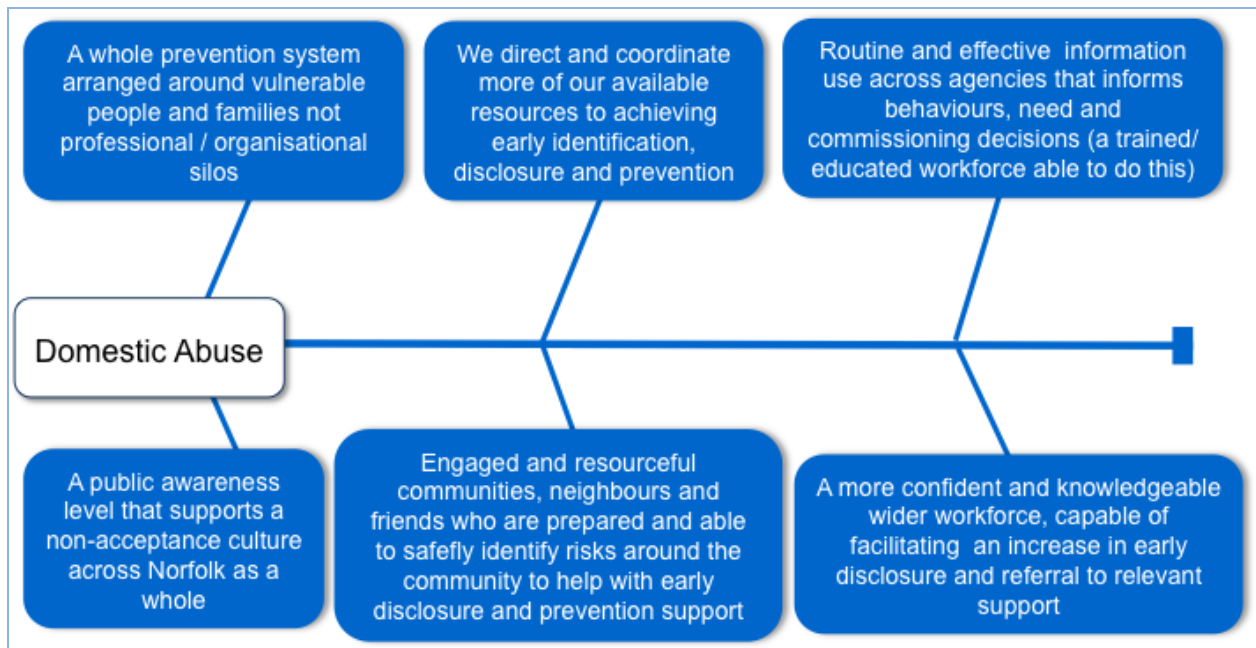 A whole prevention system
arranged around vulnerable
people and families not
professional / organisational
silos
We direct and coordinate
more of our available
resources to achieving
early identification,
disclosure and prevention
Routine and effective information
use across agencies that informs
behaviours, need and
commissioning decisions (a trained/
educated workforce able to do this)
Domestic Abuse
A public awareness
level that supports a
non-acceptance culture
across Norfolk as a
whole
Engaged and resourceful
communities, neighbours and
friends who are prepared and able
to safefly identify risks around the
community to help with early
disclosure and prevention support
A more confident and knowledgeable
wider workforce, capable of
facilitating an increase in early
disclosure and referral to relevant
support